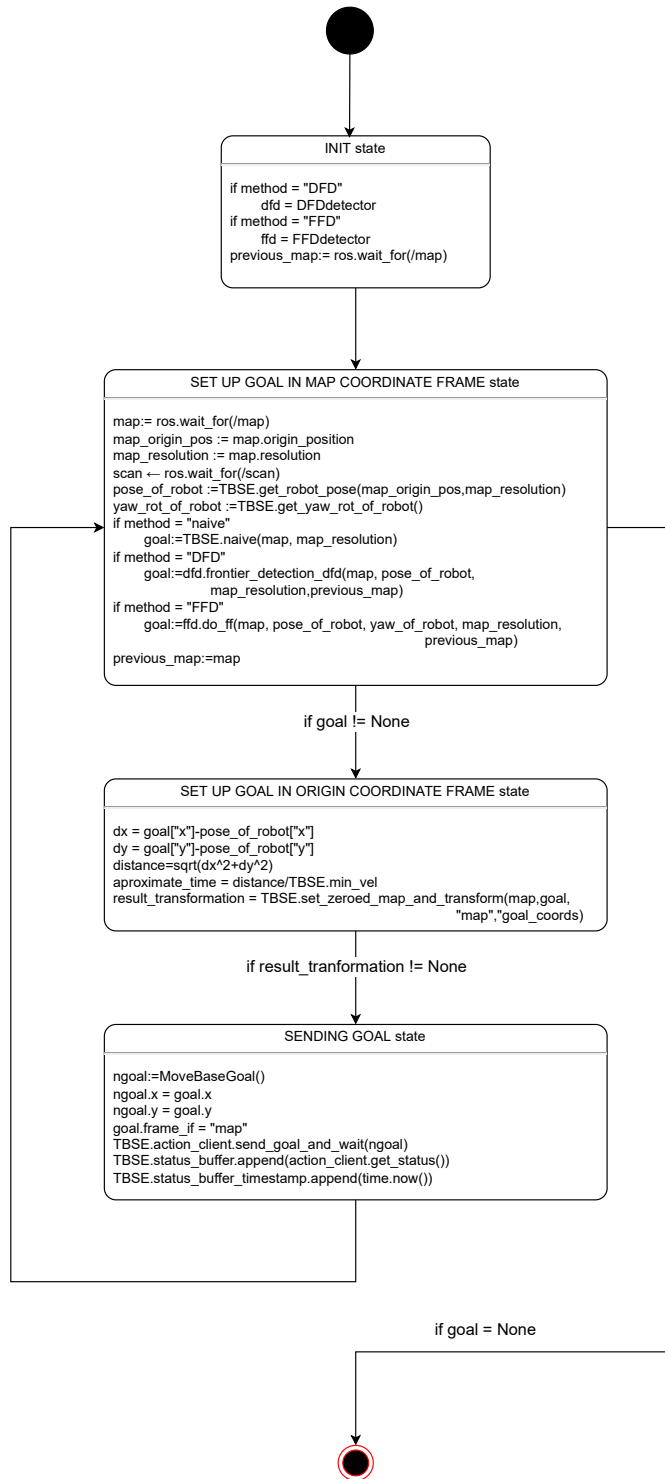 INIT state
if method = "DFD"
dfd = DFDdetector
if method = "FFD"
ffd = FFDdetector
previous_map:= ros.wait_for(/map)
SET UP GOAL IN MAP COORDINATE FRAME state
map:= ros.wait_for(/map)
map_origin_pos := map.origin_position
map_resolution := map.resolution
scan ← ros.wait_for(/scan)
pose_of_robot :=TBSE.get_robot_pose(map_origin_pos,map_resolution)
yaw_rot_of_robot :=TBSE.get_yaw_rot_of_robot()
if method = "naive"
goal:=TBSE.naive(map, map_resolution)
if method = "DFD"
goal:=dfd.frontier_detection_dfd(map, pose_of_robot,
map_resolution,previous_map)
if method = "FFD"
goal:=ffd.do_ff(map, pose_of_robot, yaw_of_robot, map_resolution,
previous_map)
previous_map:=map
if goal != None
SET UP GOAL IN ORIGIN COORDINATE FRAME state
dx = goal["x"]-pose_of_robot["x"]
dy = goal["y"]-pose_of_robot["y"]
distance=sqrt(dx^2+dy^2)
aproximate_time = distance/TBSE.min_vel
result_transformation = TBSE.set_zeroed_map_and_transform(map,goal,
"map","goal_coords)
if result_tranformation != None
SENDING GOAL state
ngoal:=MoveBaseGoal()
ngoal.x = goal.x
ngoal.y = goal.y
goal.frame_if = "map"
TBSE.action_client.send_goal_and_wait(ngoal)
TBSE.status_buffer.append(action_client.get_status())
TBSE.status_buffer_timestamp.append(time.now())
if goal = None